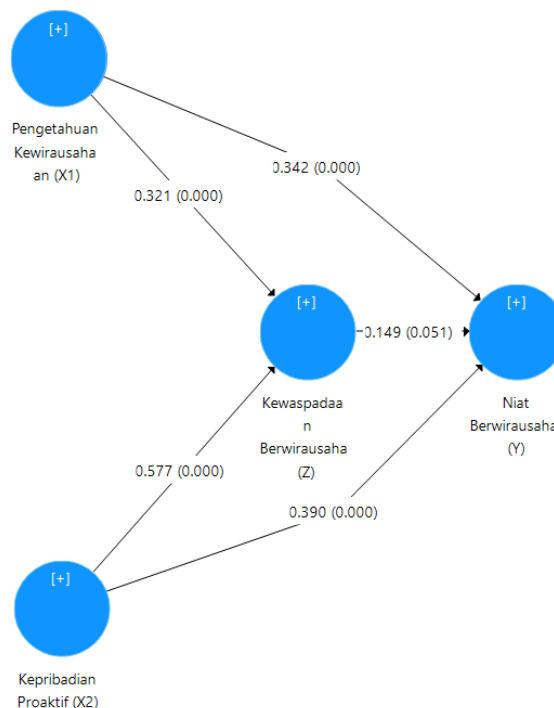 [+]
Pengetahuan
Kewirausaha
an (X1)
0.342 (0.000)
0.321 (0.000)
[+]
[+]
0.149 (0.051)
Kewaspadaa
n
Berwirausaha
(Z)
Niat
Berwirausaha
(Y)
0.577 (0.000)
0.390 (0.000)
[+]
Kepribadian
Proaktif (X2)